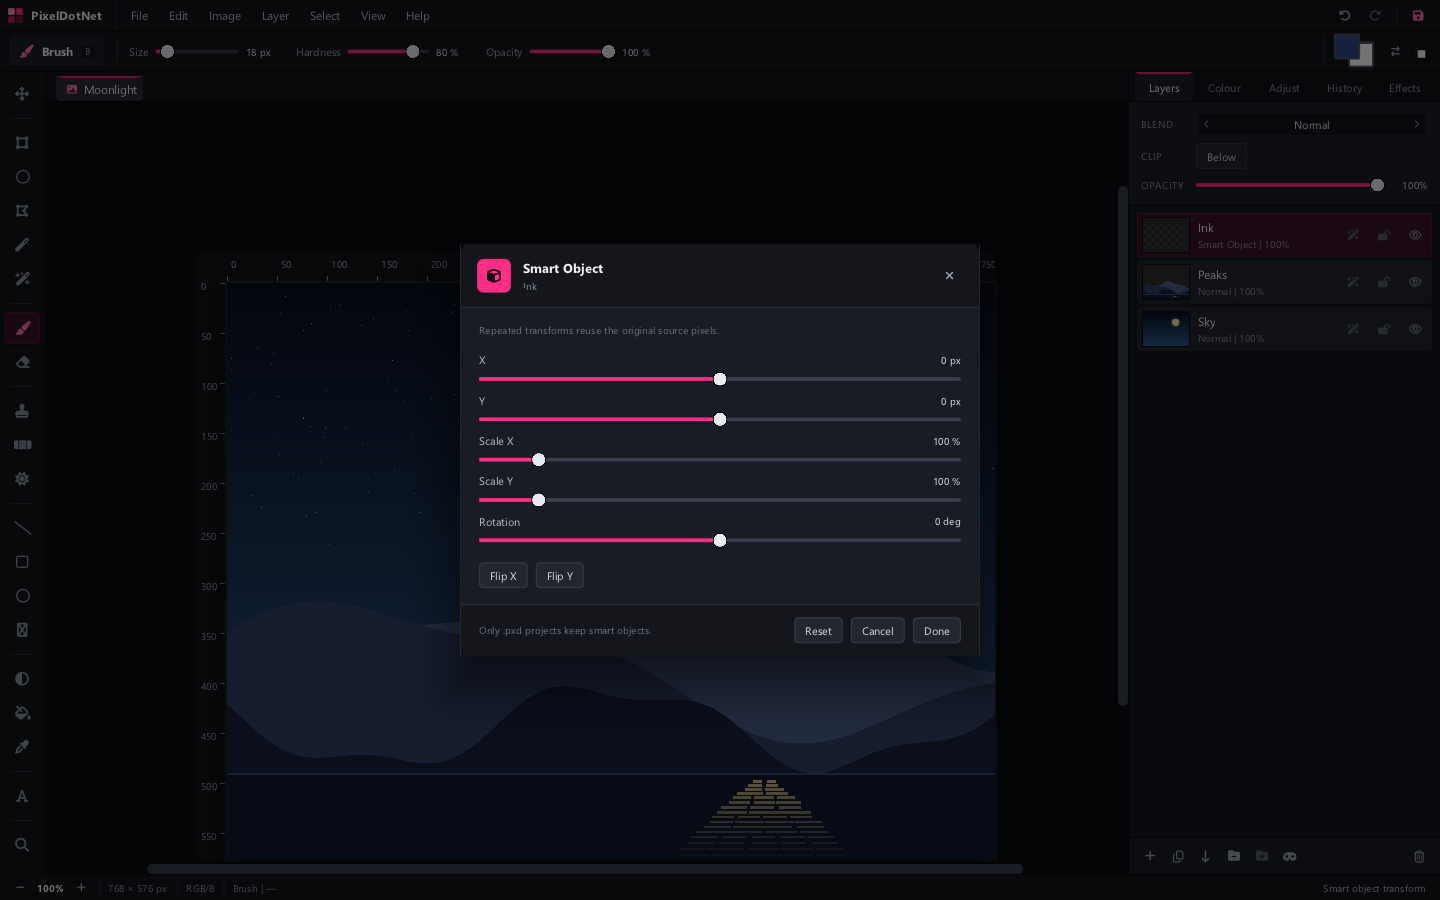 PixelDotNet File Edit Image Layer Select View Help
Brush B Size 18 px Hardness 80 % Opacity 100 %
Moonlight
Layers Colour Adjust History Effects
BLEND Normal
CLIP Below
OPACITY 100%
Ink
Smart Object | 100%
Peaks
Normal | 100%
Sky
Normal | 100%
0 50 100 150 200 750
0
50
100
150
200
250
300
350
400
450
500
550
Smart Object
Ink
Repeated transforms reuse the original source pixels.
X 0 px
Y 0 px
Scale X 100 %
Scale Y 100 %
Rotation 0 deg
Flip X Flip Y
Only .pxd projects keep smart objects.
Reset Cancel Done
A
100% 768 × 576 px RGB/8 Brush | — Smart object transform